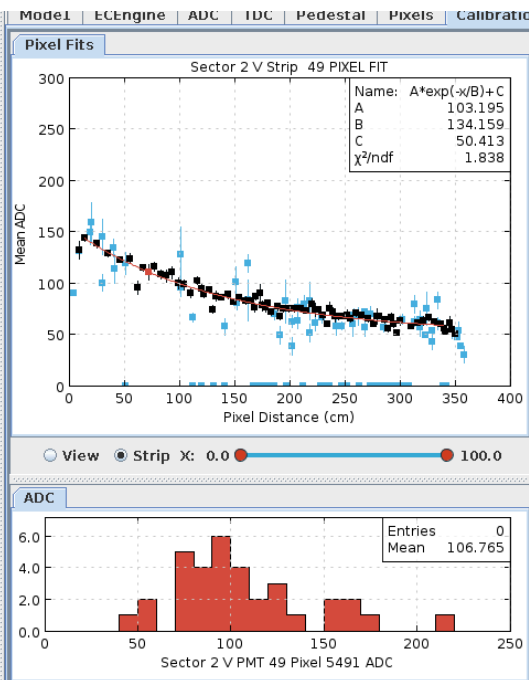 Mode1 ECEngine ADC TDC Pedestal Pixels Calibratio
Pixel Fits
Sector 2 V Strip  49 PIXEL FIT
Name: A*exp(-x/B)+C
A 103.195
B 134.159
C 50.413
χ²/ndf 1.838
300
250
200
150
100
50
0
Mean ADC
0 50 100 150 200 250 300 350 400
Pixel Distance (cm)
View Strip X: 0.0 100.0
ADC
Entries 0
Mean 106.765
6.0
4.0
2.0
0.0
0 50 100 150 200 250
Sector 2 V PMT 49 Pixel 5491 ADC